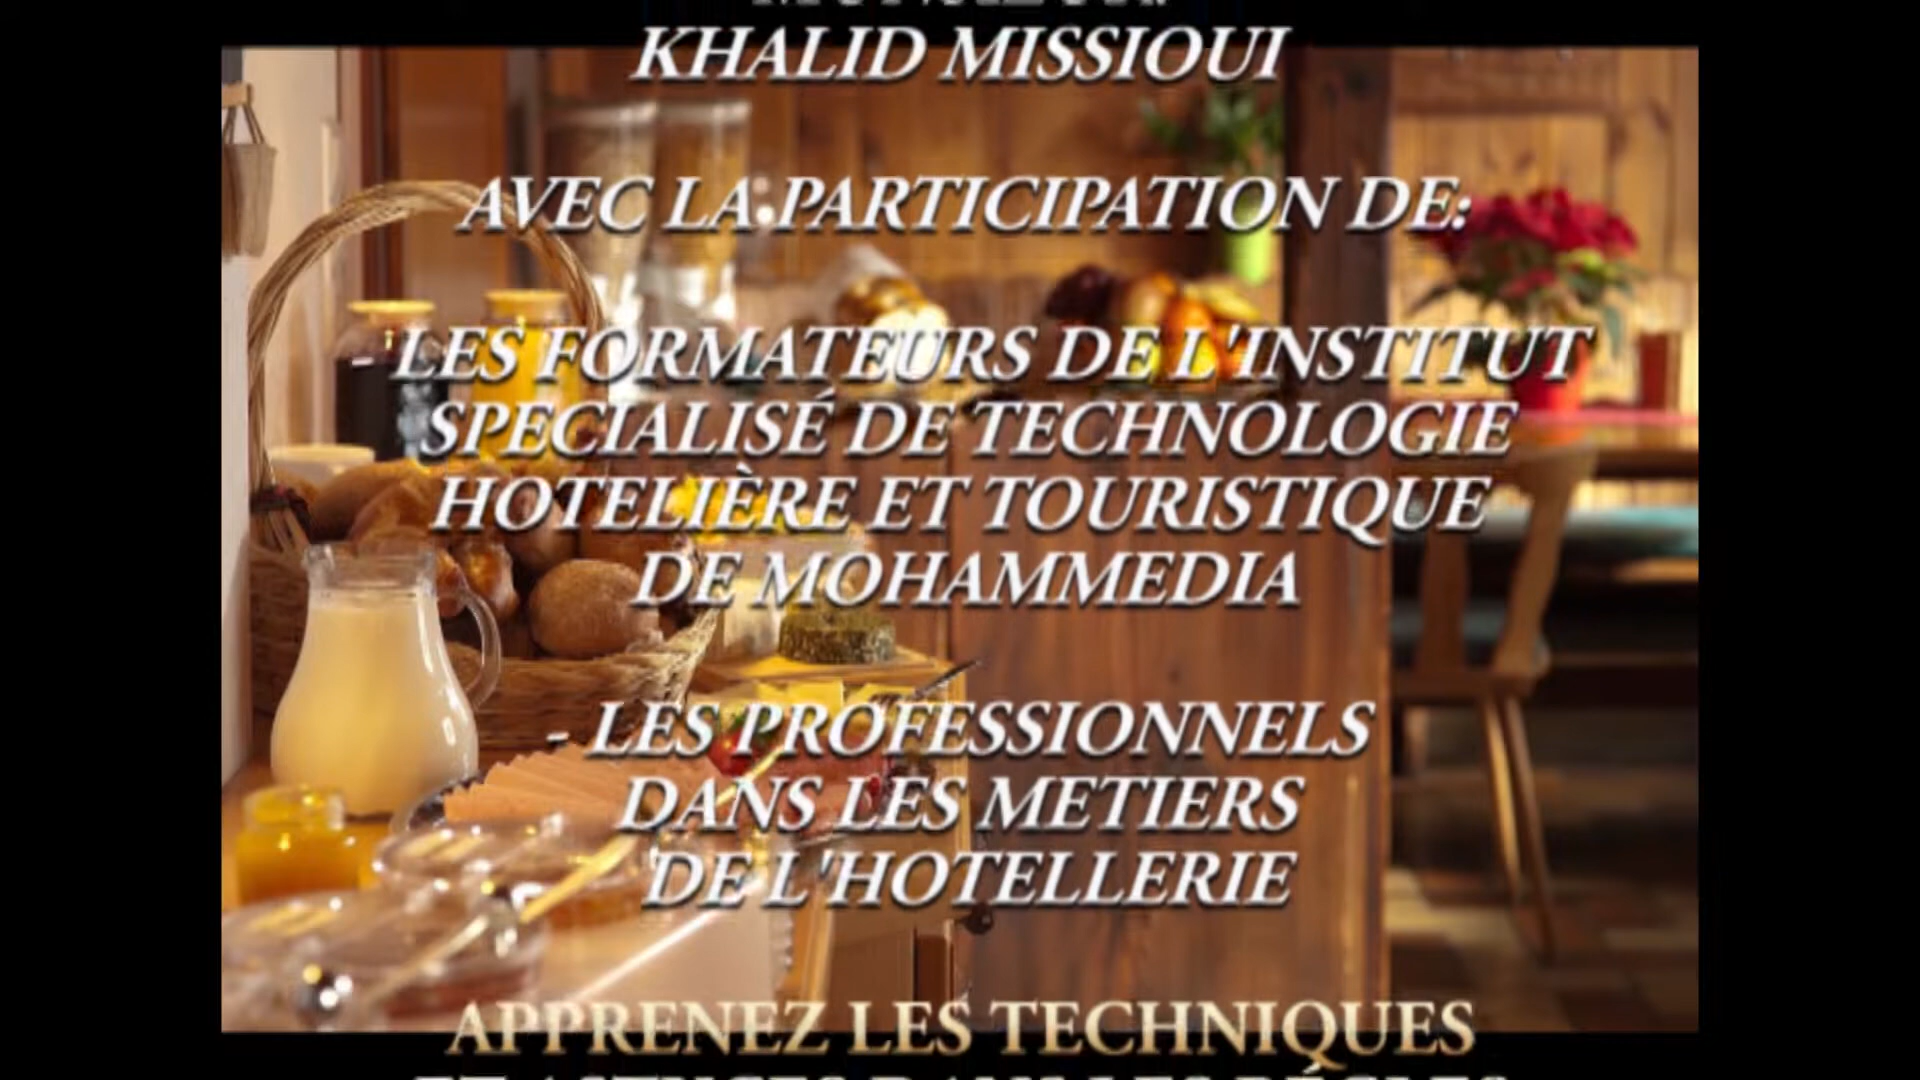 KHALID MISSIOUI
AVEC LA PARTICIPATION DE:
- LES FORMATEURS DE L'INSTITUT
SPECIALISÉ DE TECHNOLOGIE
HOTELIÈRE ET TOURISTIQUE
DE MOHAMMEDIA
- LES PROFESSIONNELS
DANS LES METIERS
DE L'HOTELLERIE
APPRENEZ LES TECHNIQUES